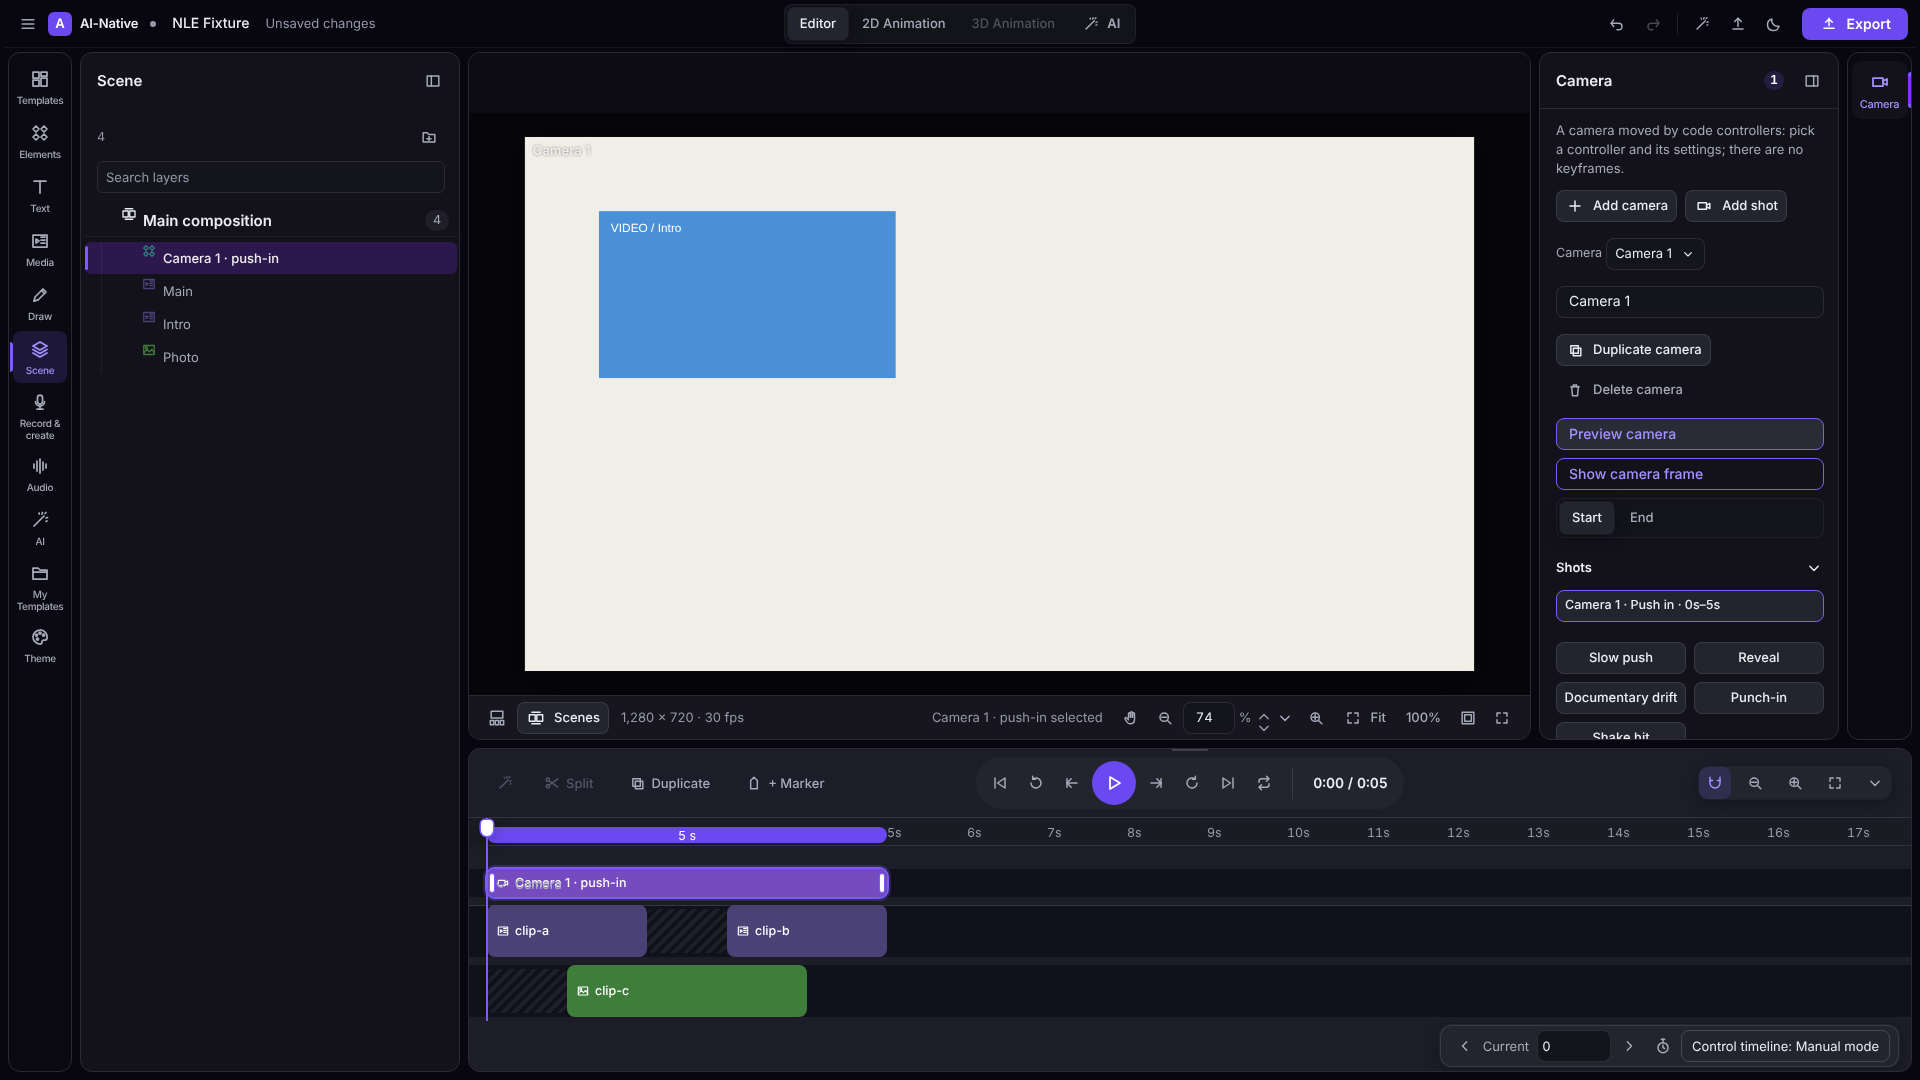 A AI-Native • NLE Fixture Unsaved changes
Editor 2D Animation 3D Animation AI
Export
Templates
Elements
Text
Media
Draw
Scene
Record &
create
Audio
AI
My
Templates
Theme
Scene
4
Search layers
Main composition 4
Camera 1 · push-in
Main
Intro
Photo
Camera 1
VIDEO / Intro
Scenes 1,280 × 720 · 30 fps
Camera 1 · push-in selected 74 % Fit 100%
Camera 1
A camera moved by code controllers: pick
a controller and its settings; there are no
keyframes.
Add camera Add shot
Camera Camera 1
Camera 1
Duplicate camera
Delete camera
Preview camera
Show camera frame
Start End
Shots
Camera 1 · Push in · 0s–5s
Slow push Reveal
Documentary drift Punch-in
Shake hit
Camera
Split Duplicate + Marker
0:00 / 0:05
5 s 5s 6s 7s 8s 9s 10s 11s 12s 13s 14s 15s 16s 17s
Camera 1 · push-in
clip-a clip-b
clip-c
Current 0 Control timeline: Manual mode